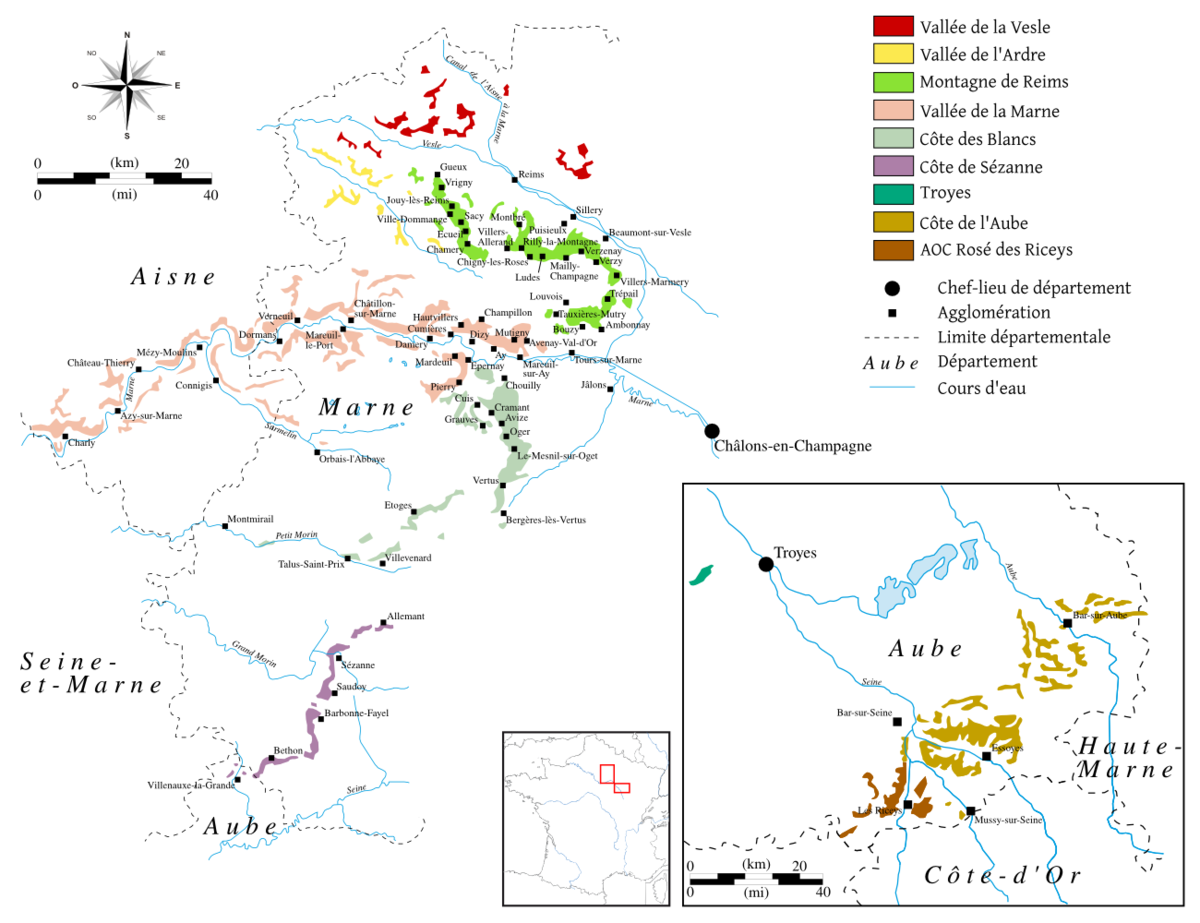 N
NO
NE
O
E
SO
SE
S
0
(km)
20
0
(mi)
40
Vallée de la Vesle
Vallée de l'Ardre
Montagne de Reims
Vallée de la Marne
Côte des Blancs
Côte de Sézanne
Troyes
Côte de l'Aube
AOC Rosé des Riceys
Chef-lieu de département
Agglomération
Limite départementale
Aube
Département
Cours d'eau
Canal de l'Aisne à la Marne
Vesle
Gueux
Vrigny
Reims
Jouy-lès-Reims
Sacy
Ville-Dommange
Montbré
Sillery
Puisieulx
Ecueil
Villers-
Allerand
Rilly-la-Montagne
Beaumont-sur-Vesle
Chamery
Chigny-les-Roses
Verzenay
Verzy
Ludes
Mailly-
Champagne
Villers-Marmery
Aisne
Louvois
Trépail
Tauxières-Mutry
Châtillon-
sur-Marne
Verneuil
Hautvillers
Champillon
Cumières
Bouzy
Ambonnay
Dormans
Mareuil-
le-Port
Damery
Dizy
Mutigny
Avenay-Val-d'Or
Mézy-Moulins
Ay
Mareuil-
sur-Ay
Tours-sur-Marne
Château-Thierry
Mardeuil
Epernay
Connigis
Pierry
Chouilly
Jâlons
Marne
Marne
Marne
Azy-sur-Marne
Cuis
Cramant
Grauves
Avize
Oger
Charly
Surmelin
Châlons-en-Champagne
Orbais-l'Abbaye
Le-Mesnil-sur-Oget
Vertus
Etoges
Bergères-lès-Vertus
Montmirail
Petit Morin
Talus-Saint-Prix
Villevenard
Allemant
Grand Morin
Sézanne
Seine-
et-Marne
Saudoy
Barbonne-Fayel
Bethon
Villenauxe-la-Grande
Seine
Aube
Troyes
Aube
Bar-sur-Aube
Aube
Seine
Bar-sur-Seine
Essoyes
Haute-
Marne
Les Riceys
Mussy-sur-Seine
Côte-d'Or
0
(km)
20
0
(mi)
40